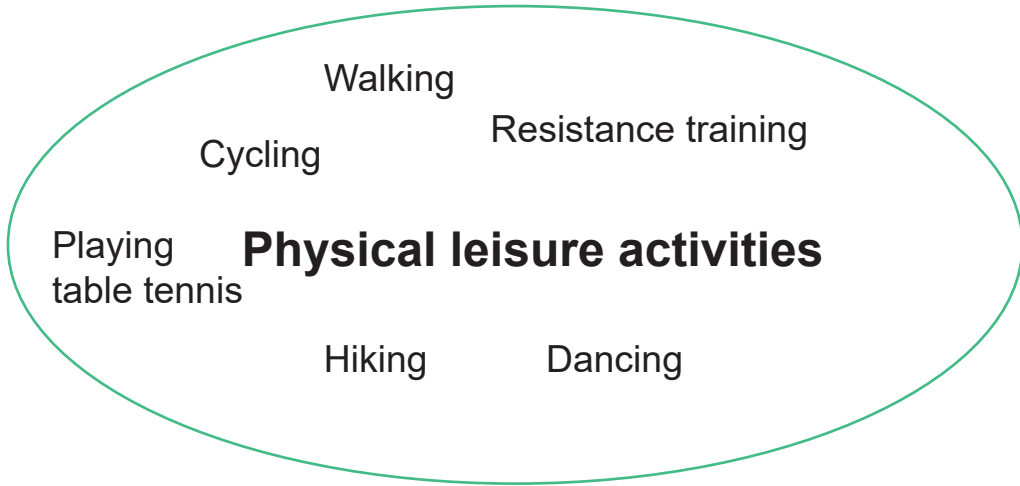 Walking
Resistance training
Cycling
Playing
table tennis
Physical leisure activities
Hiking
Dancing